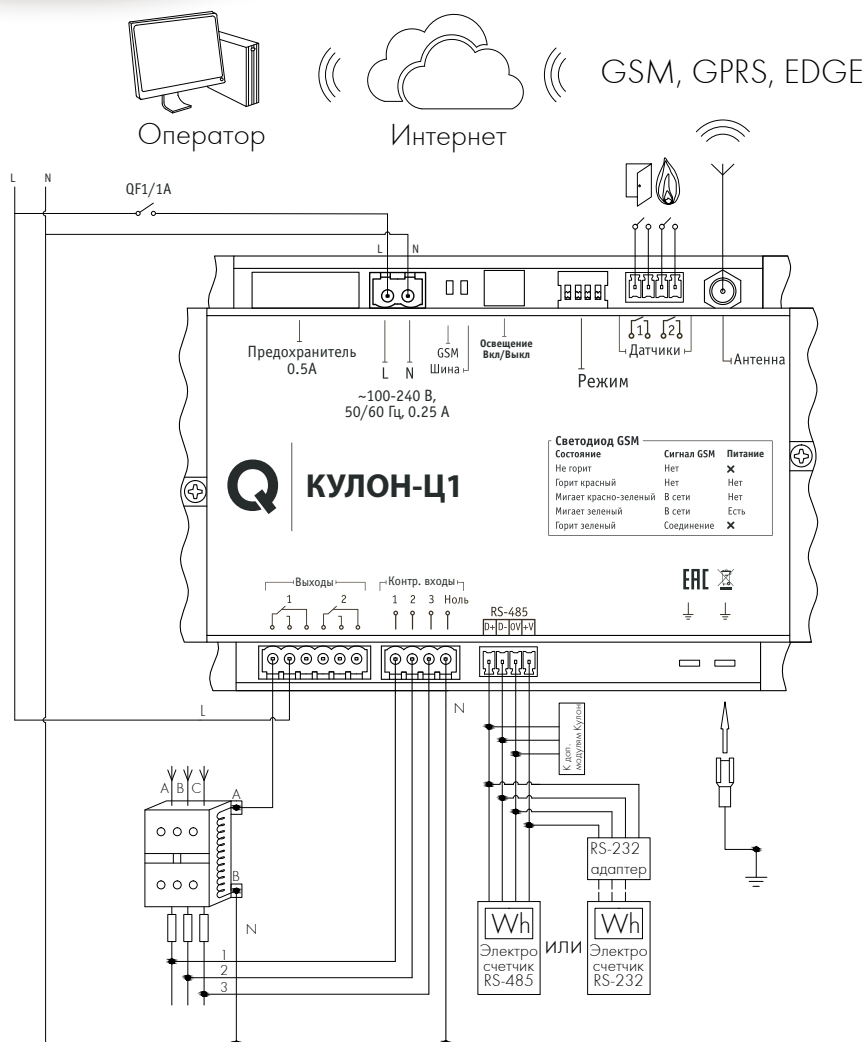 Оператор
Интернет
GSM, GPRS, EDGE
L
N
QF1/1A
L
N
Предохранитель
0.5А
L
N
~100-240 В,
50/60 Гц, 0.25 А
GSM
Шина
Освещение
Вкл/Выкл
Режим
1
2
Датчики
Антенна
Q
КУЛОН-Ц1
Светодиод GSM
Состояние Сигнал GSM Питание
Не горит Нет ✕
Горит красный Нет Нет
Мигает красно-зеленый В сети Нет
Мигает зеленый В сети Есть
Горит зеленый Соединение ✕
EAC
Выходы
1
2
Контр. входы
1 2 3 Ноль
RS-485
D+ D- 0V +V
L
N
К доп.
модулям Кулон
A B C
A
B
N
1
2
3
RS-232
адаптер
Wh
Электро
счетчик
RS-485
или
Wh
Электро
счетчик
RS-232